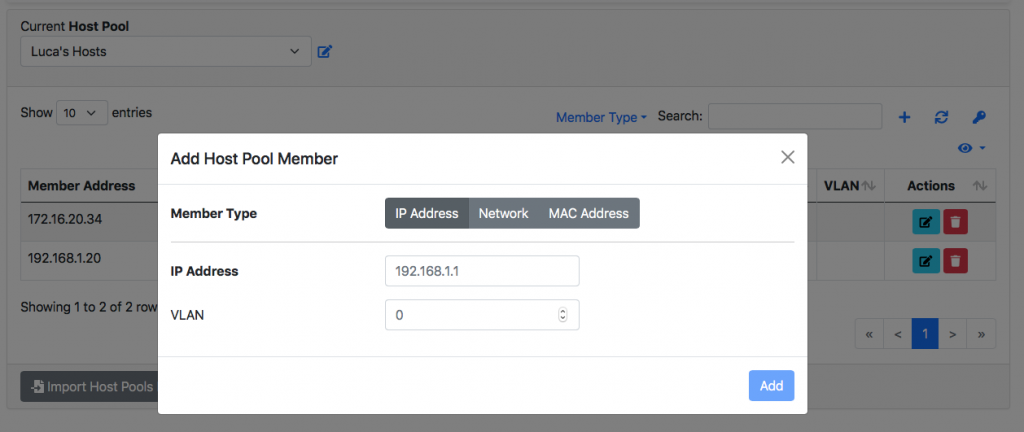 Current Host Pool
Luca's Hosts
Show 10 entries
Member Type
Search:
Add Host Pool Member
Member Address
VLAN
Actions
Member Type
IP Address Network MAC Address
172.16.20.34
192.168.1.20
IP Address
192.168.1.1
VLAN
0
Showing 1 to 2 of 2 row
« < 1 > »
Import Host Pools
Add